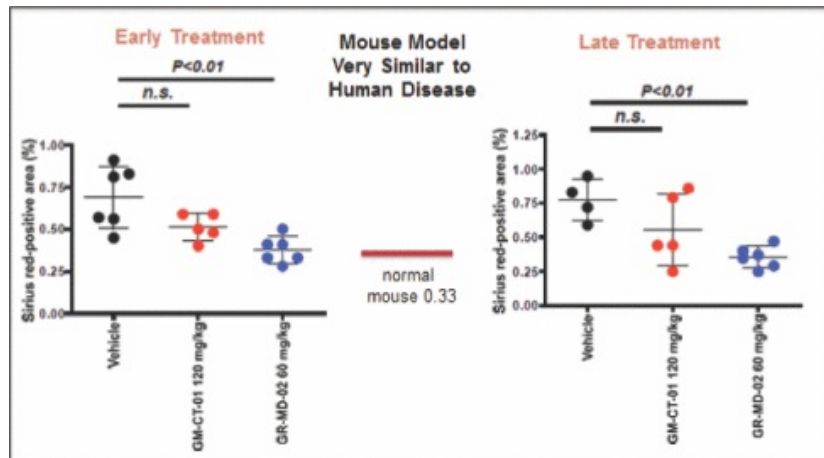 Early Treatment
P<0.01
n.s.
Sirius red-positive area (%)
1.00
0.75
0.50
0.25
0.00
Vehicle
GM-CT-01 120 mg/kg
GR-MD-02 60 mg/kg
Mouse Model
Very Similar to
Human Disease
normal
mouse 0.33
Late Treatment
P<0.01
n.s.
Sirius red-positive area (%)
1.25
1.00
0.75
0.50
0.25
0.00
Vehicle
GM-CT-01 120 mg/kg
GR-MD-02 60 mg/kg